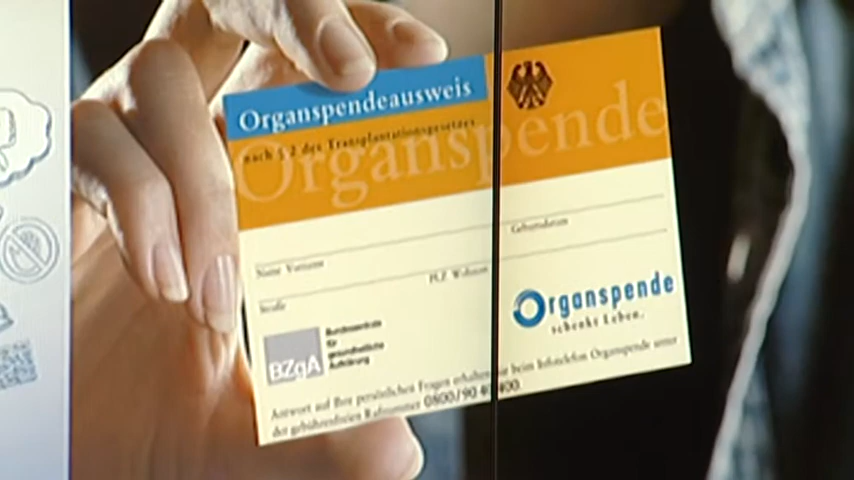 Organspendeausweis
nach § 2 des Transplantationsgesetzes
Organspende
Name Vorname Geburtsdatum
Straße PLZ Wohnort
BZgA
Bundeszentrale
für
gesundheitliche
Aufklärung
Organspende
schenkt Leben.
Antwort auf Ihre persönlichen Fragen erhalten beim Infotelefon Organspende unter
der gebührenfreien Rufnummer 0800/90 40 400.